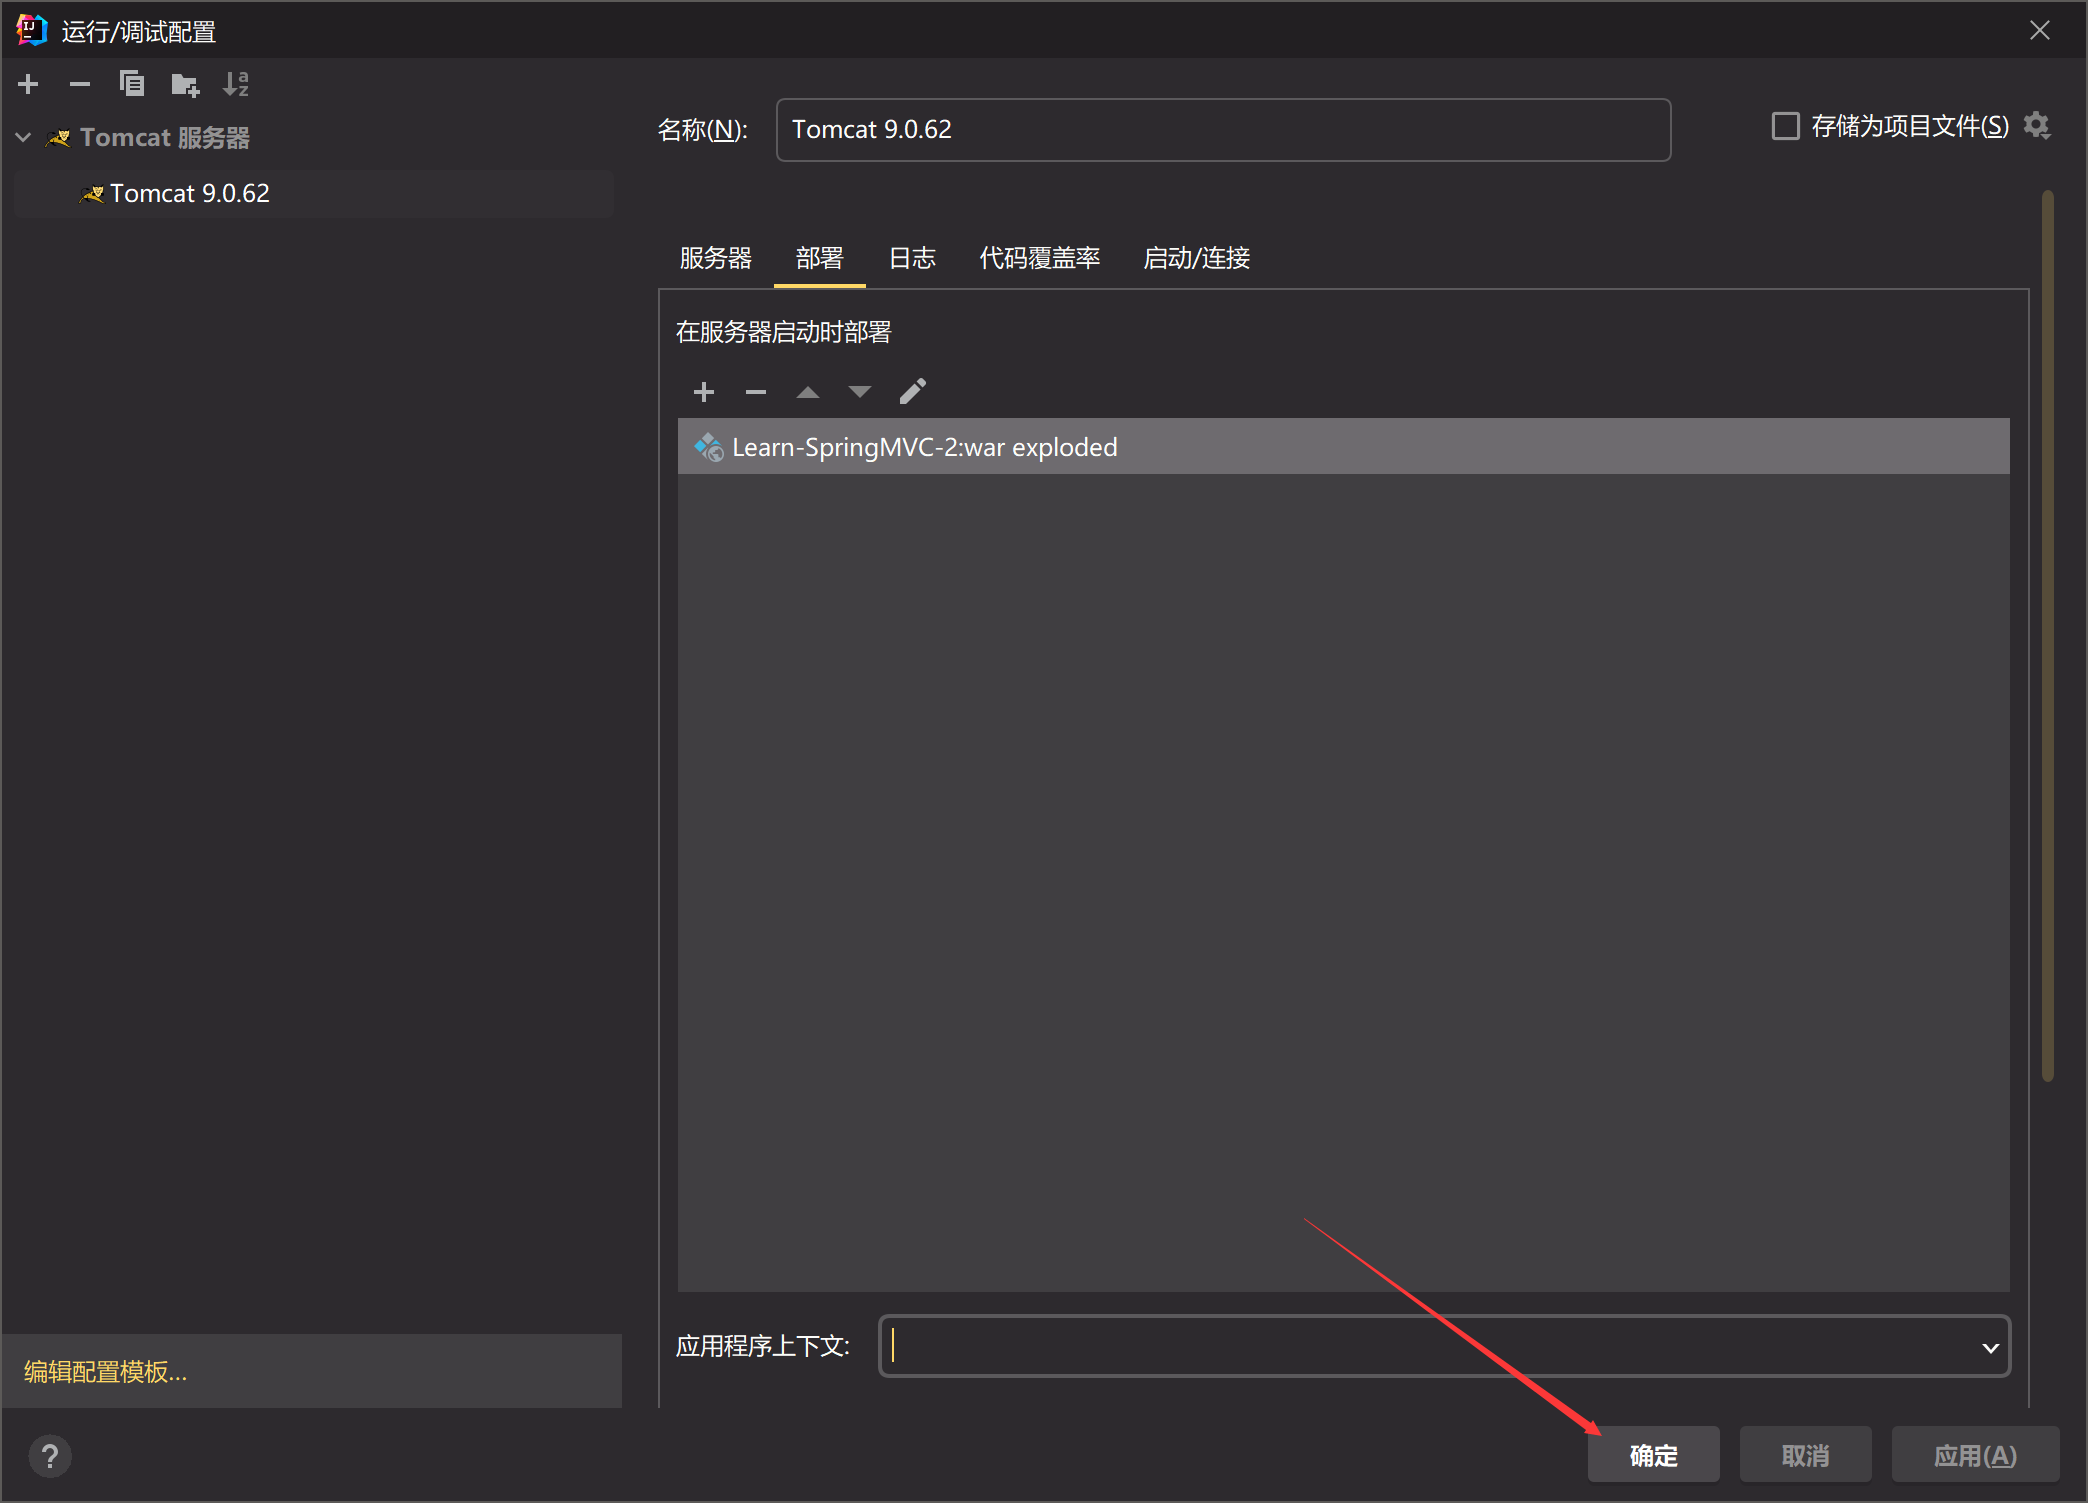 运行/调试配置
Tomcat 服务器
Tomcat 9.0.62
名称(N):
Tomcat 9.0.62
存储为项目文件(S)
服务器
部署
日志
代码覆盖率
启动/连接
在服务器启动时部署
Learn-SpringMVC-2:war exploded
应用程序上下文:
编辑配置模板...
?
确定
取消
应用(A)